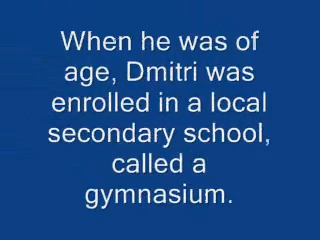 When he was of
age, Dmitri was
enrolled in a local
secondary school,
called a
gymnasium.